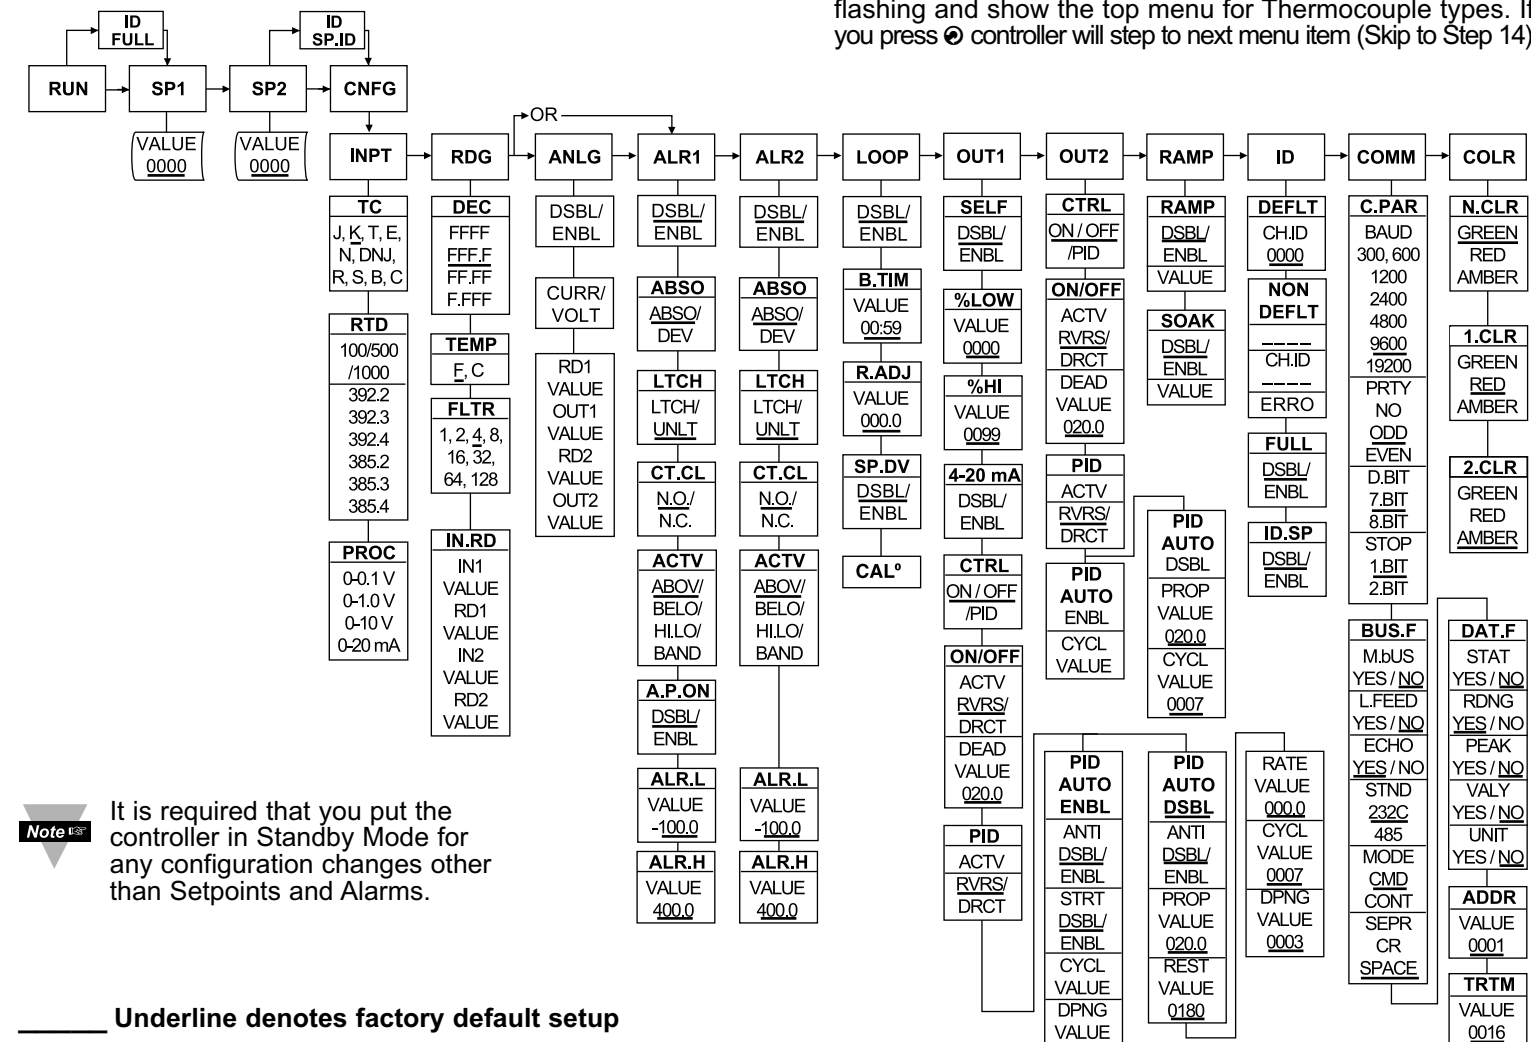 flashing and show the top menu for Thermocouple types. If
you press controller will step to next menu item (Skip to Step 14)
ID
FULL
ID
SP.ID
RUN
SP1
SP2
CNFG
VALUE
0000
VALUE
0000
OR
INPT
RDG
ANLG
ALR1
ALR2
LOOP
OUT1
OUT2
RAMP
ID
COMM
COLR
TC
J, K, T, E,
N, DNJ,
R, S, B, C
RTD
100/500
/1000
392.2
392.3
392.4
385.2
385.3
385.4
PROC
0-0.1 V
0-1.0 V
0-10 V
0-20 mA
DEC
FFFF
FFF.F
FF.FF
F.FFF
TEMP
F, C
FLTR
1, 2, 4, 8,
16, 32,
64, 128
IN.RD
IN1
VALUE
RD1
VALUE
IN2
VALUE
RD2
VALUE
DSBL/
ENBL
CURR/
VOLT
RD1
VALUE
OUT1
VALUE
RD2
VALUE
OUT2
VALUE
DSBL/
ENBL
ABSO
ABSO/
DEV
LTCH
LTCH/
UNLT
CT.CL
N.O./
N.C.
ACTV
ABOV/
BELO/
HI.LO/
BAND
A.P.ON
DSBL/
ENBL
ALR.L
VALUE
-100.0
ALR.H
VALUE
400.0
DSBL/
ENBL
ABSO
ABSO/
DEV
LTCH
LTCH/
UNLT
CT.CL
N.O./
N.C.
ACTV
ABOV/
BELO/
HI.LO/
BAND
ALR.L
VALUE
-100.0
ALR.H
VALUE
400.0
DSBL/
ENBL
B.TIM
VALUE
00:59
R.ADJ
VALUE
000.0
SP.DV
DSBL/
ENBL
CALº
SELF
DSBL/
ENBL
%LOW
VALUE
0000
%HI
VALUE
0099
4-20 mA
DSBL/
ENBL
CTRL
ON / OFF
/PID
ON/OFF
ACTV
RVRS/
DRCT
DEAD
VALUE
020.0
PID
ACTV
RVRS/
DRCT
CTRL
ON / OFF
/PID
ON/OFF
ACTV
RVRS/
DRCT
DEAD
VALUE
020.0
PID
ACTV
RVRS/
DRCT
PID
AUTO
ENBL
CYCL
VALUE
PID
AUTO
ENBL
ANTI
DSBL/
ENBL
STRT
DSBL/
ENBL
CYCL
VALUE
DPNG
VALUE
RAMP
DSBL/
ENBL
VALUE
SOAK
DSBL/
ENBL
VALUE
PID
AUTO
DSBL
PROP
VALUE
020.0
CYCL
VALUE
0007
PID
AUTO
DSBL
ANTI
DSBL/
ENBL
PROP
VALUE
020.0
REST
VALUE
0180
DEFLT
CH.ID
0000
NON
DEFLT
_ _ _ _
CH.ID
_ _ _ _
ERRO
FULL
DSBL/
ENBL
ID.SP
DSBL/
ENBL
RATE
VALUE
000.0
CYCL
VALUE
0007
DPNG
VALUE
0003
C.PAR
BAUD
300, 600
1200
2400
4800
9600
19200
PRTY
NO
ODD
EVEN
D.BIT
7.BIT
8.BIT
STOP
1.BIT
2.BIT
BUS.F
M.bUS
YES / NO
L.FEED
YES / NO
ECHO
YES / NO
STND
232C
485
MODE
CMD
CONT
SEPR
CR
SPACE
N.CLR
GREEN
RED
AMBER
1.CLR
GREEN
RED
AMBER
2.CLR
GREEN
RED
AMBER
DAT.F
STAT
YES / NO
RDNG
YES / NO
PEAK
YES / NO
VALY
YES / NO
UNIT
YES / NO
ADDR
VALUE
0001
TRTM
VALUE
0016
Note
It is required that you put the
controller in Standby Mode for
any configuration changes other
than Setpoints and Alarms.
______ Underline denotes factory default setup